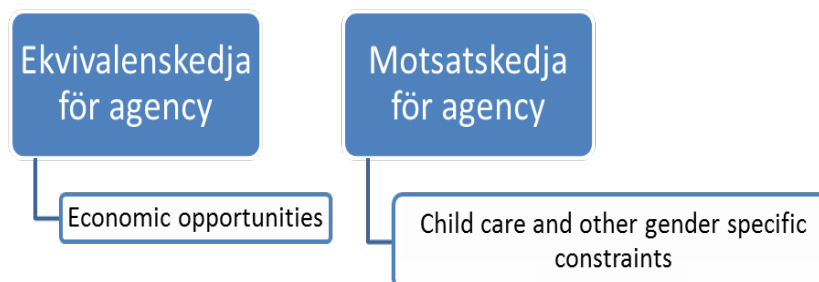 Ekvivalenskedja
för agency
Motsatskedja
för agency
Economic opportunities
Child care and other gender specific
constraints